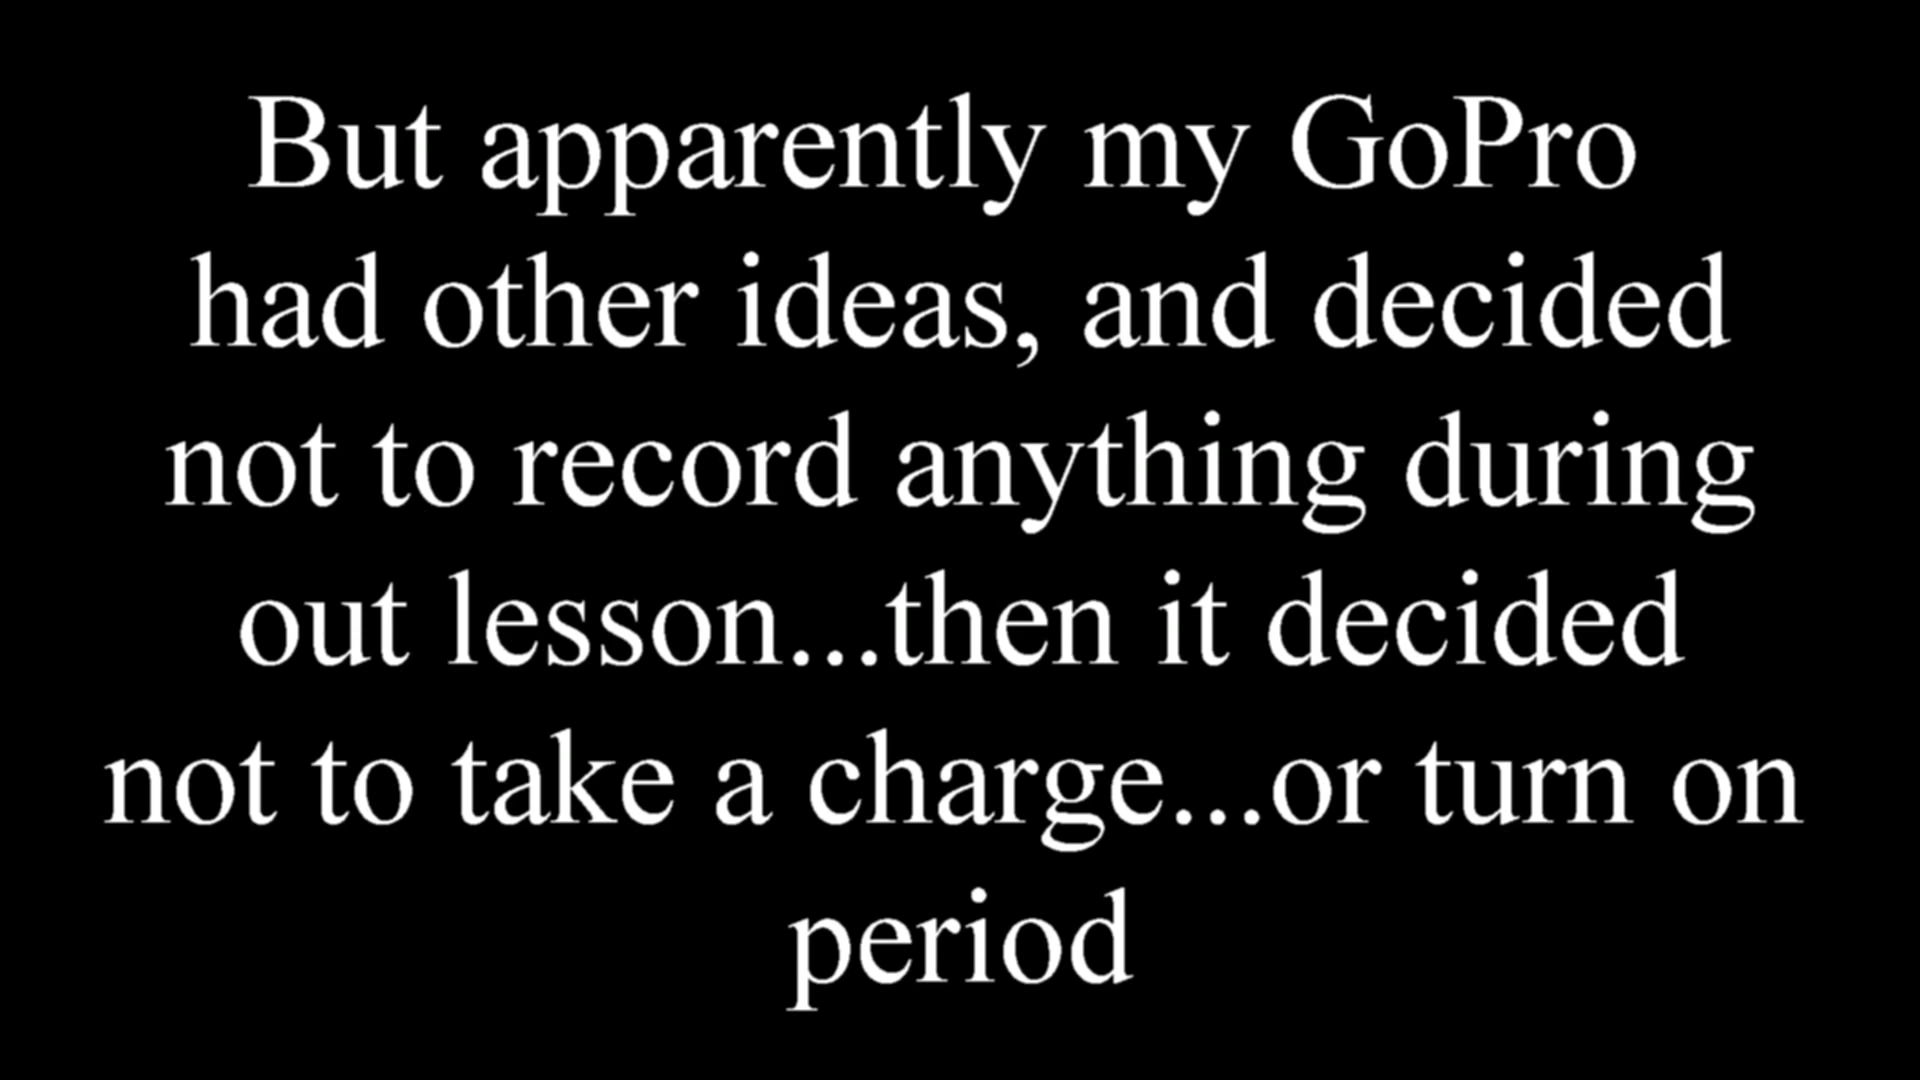 But apparently my GoPro
had other ideas, and decided
not to record anything during
out lesson...then it decided
not to take a charge...or turn on
period